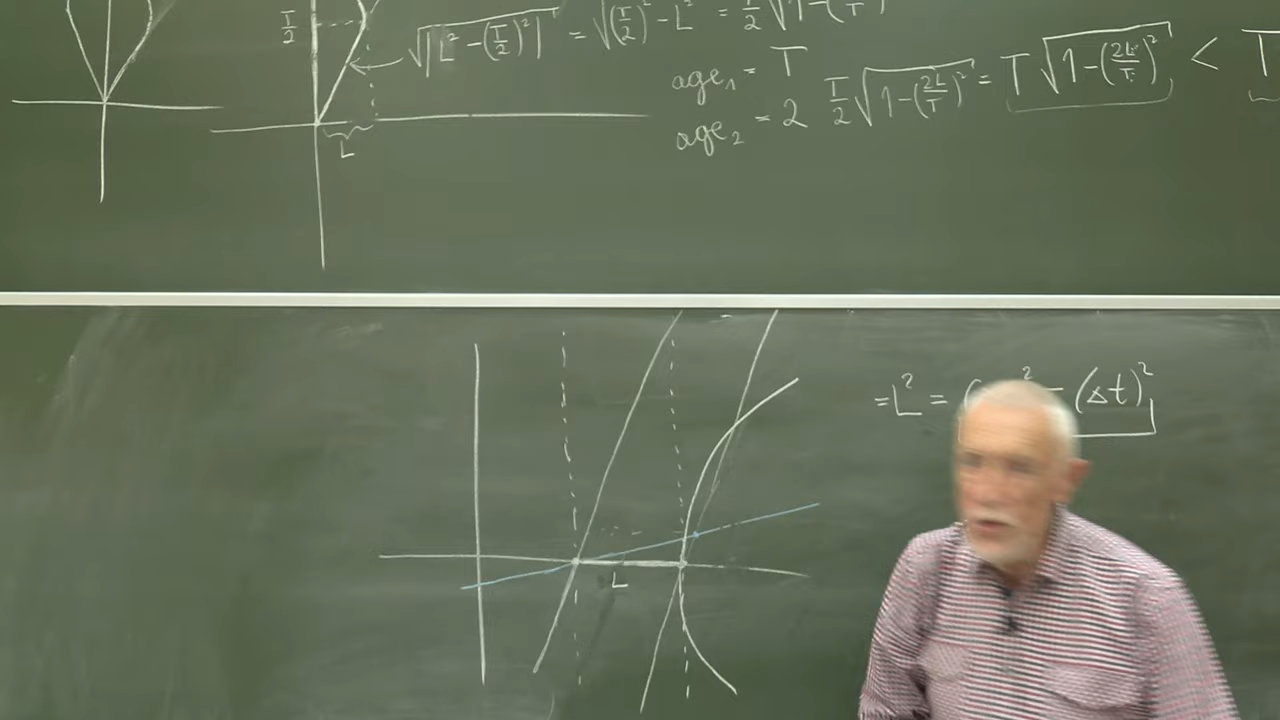 T/2
√|L² - (T/2)²| = √(T/2)² - L² = T/2 √1-(
age₁ = T
age₂ = 2 T/2 √1-(2L/T)² = T √1-(2L/T)² < T
L
= L² = ( ² - (Δt)²
L